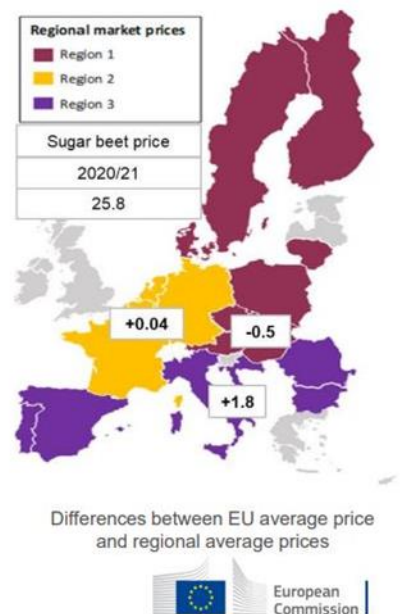 Regional market prices
Region 1
Region 2
Region 3
Sugar beet price
2020/21
25.8
+0.04
-0.5
+1.8
Differences between EU average price
and regional average prices
European
Commission